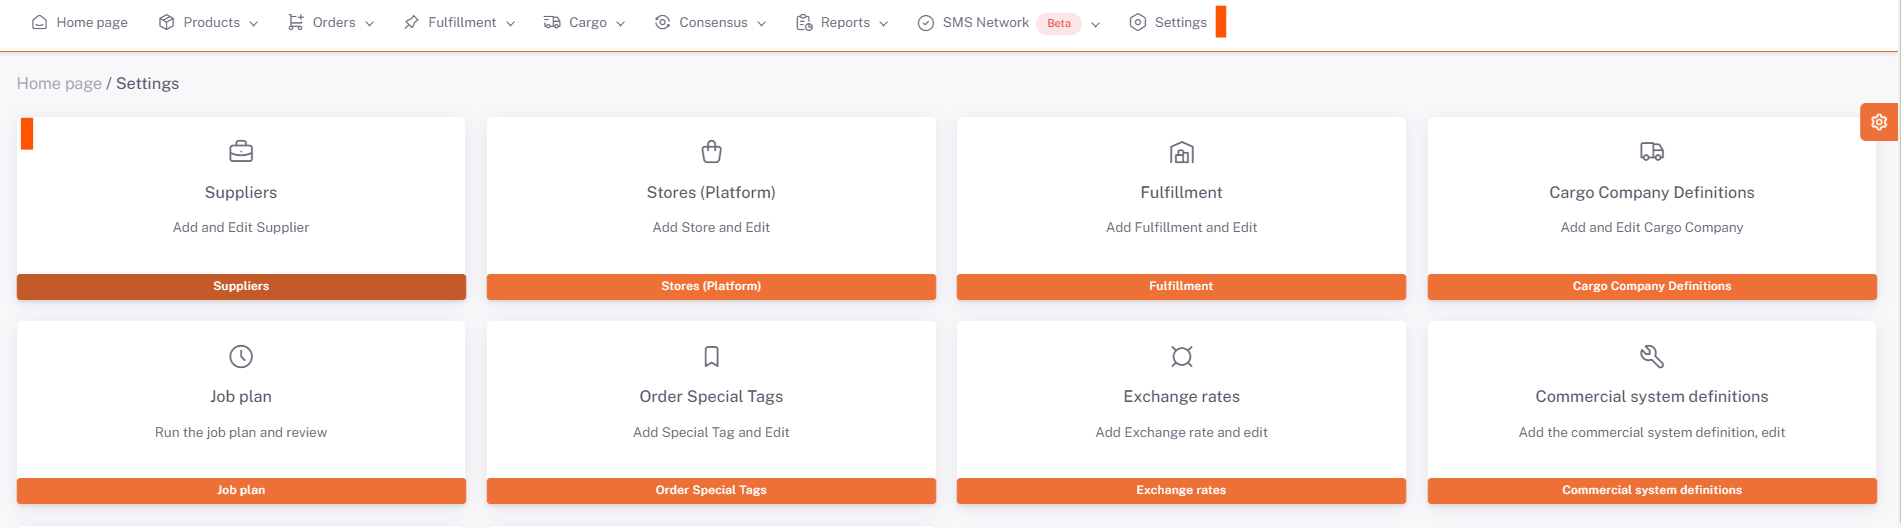 Home page Products Orders Fulfillment Cargo Consensus Reports SMS Network Beta Settings
Home page / Settings
Suppliers
Add and Edit Supplier
Suppliers
Stores (Platform)
Add Store and Edit
Stores (Platform)
Fulfillment
Add Fulfillment and Edit
Fulfillment
Cargo Company Definitions
Add and Edit Cargo Company
Cargo Company Definitions
Job plan
Run the job plan and review
Job plan
Order Special Tags
Add Special Tag and Edit
Order Special Tags
Exchange rates
Add Exchange rate and edit
Exchange rates
Commercial system definitions
Add the commercial system definition, edit
Commercial system definitions